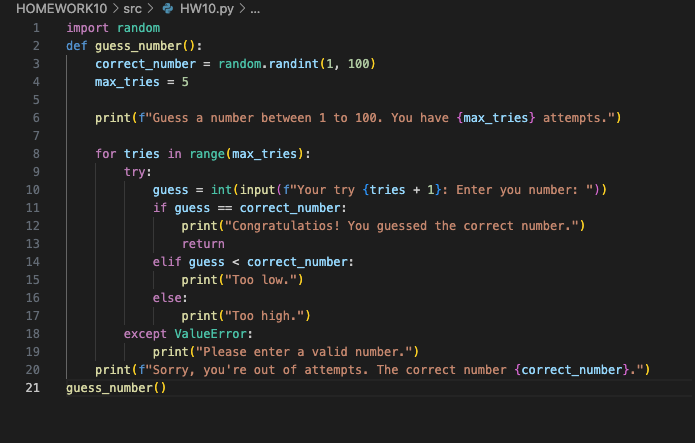 HOMEWORK10 > src > HW10.py > ...
1 import random
2 def guess_number():
3     correct_number = random.randint(1, 100)
4     max_tries = 5
5
6     print(f"Guess a number between 1 to 100. You have {max_tries} attempts.")
7
8     for tries in range(max_tries):
9         try:
10             guess = int(input(f"Your try {tries + 1}: Enter you number: "))
11             if guess == correct_number:
12                 print("Congratulatios! You guessed the correct number.")
13                 return
14             elif guess < correct_number:
15                 print("Too low.")
16             else:
17                 print("Too high.")
18         except ValueError:
19             print("Please enter a valid number.")
20     print(f"Sorry, you're out of attempts. The correct number {correct_number}.")
21 guess_number()